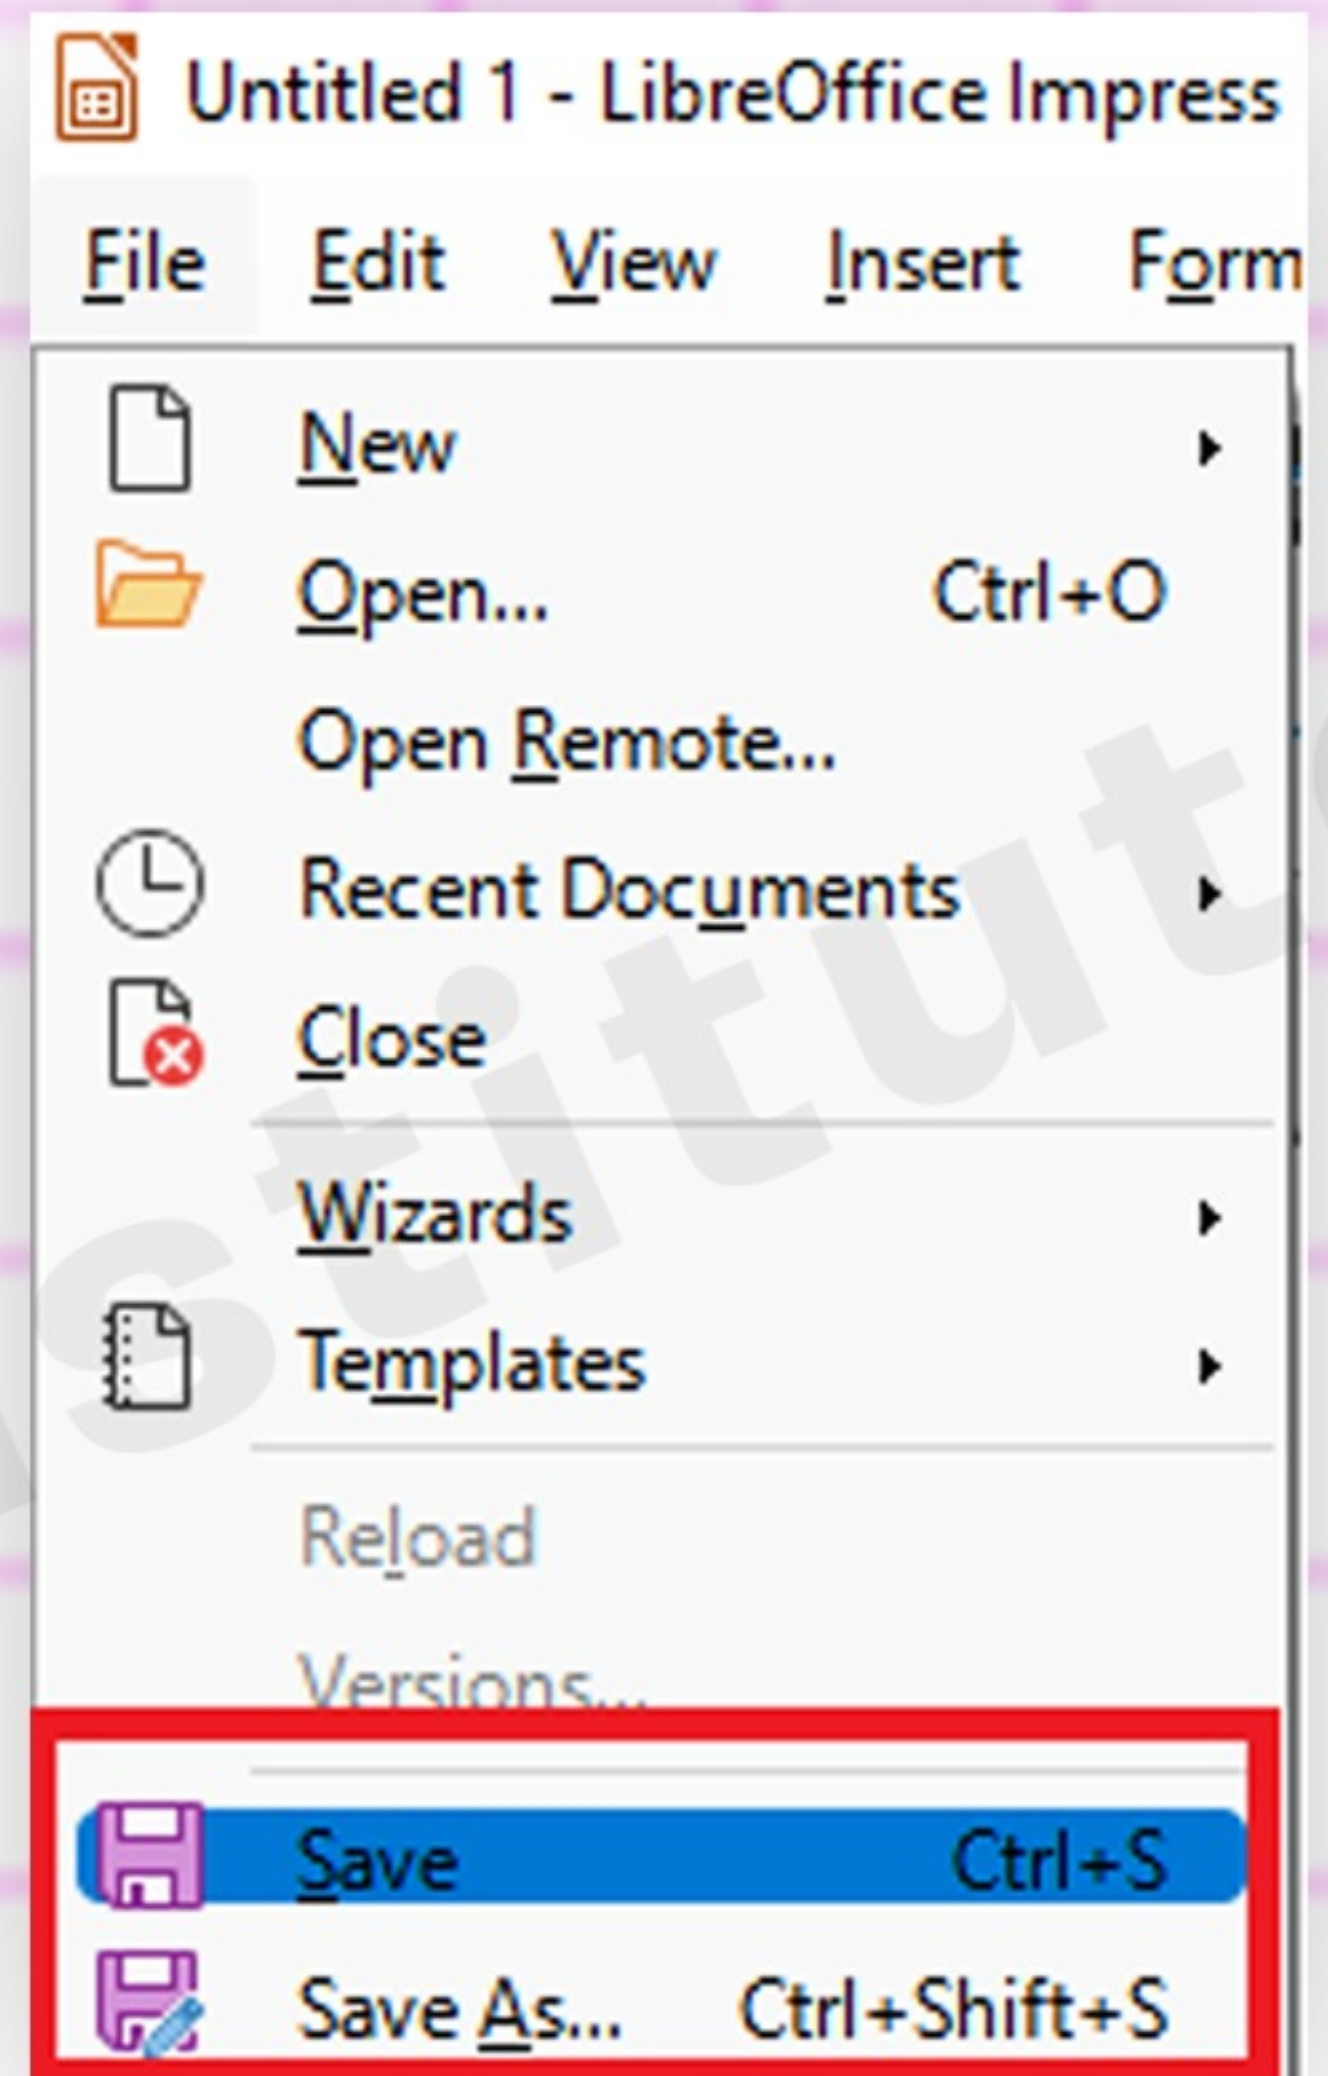 Untitled 1 - LibreOffice Impress
File Edit View Insert Form
New
Open... Ctrl+O
Open Remote...
Recent Documents
Close
Wizards
Templates
Reload
Versions...
Save Ctrl+S
Save As... Ctrl+Shift+S
stitut